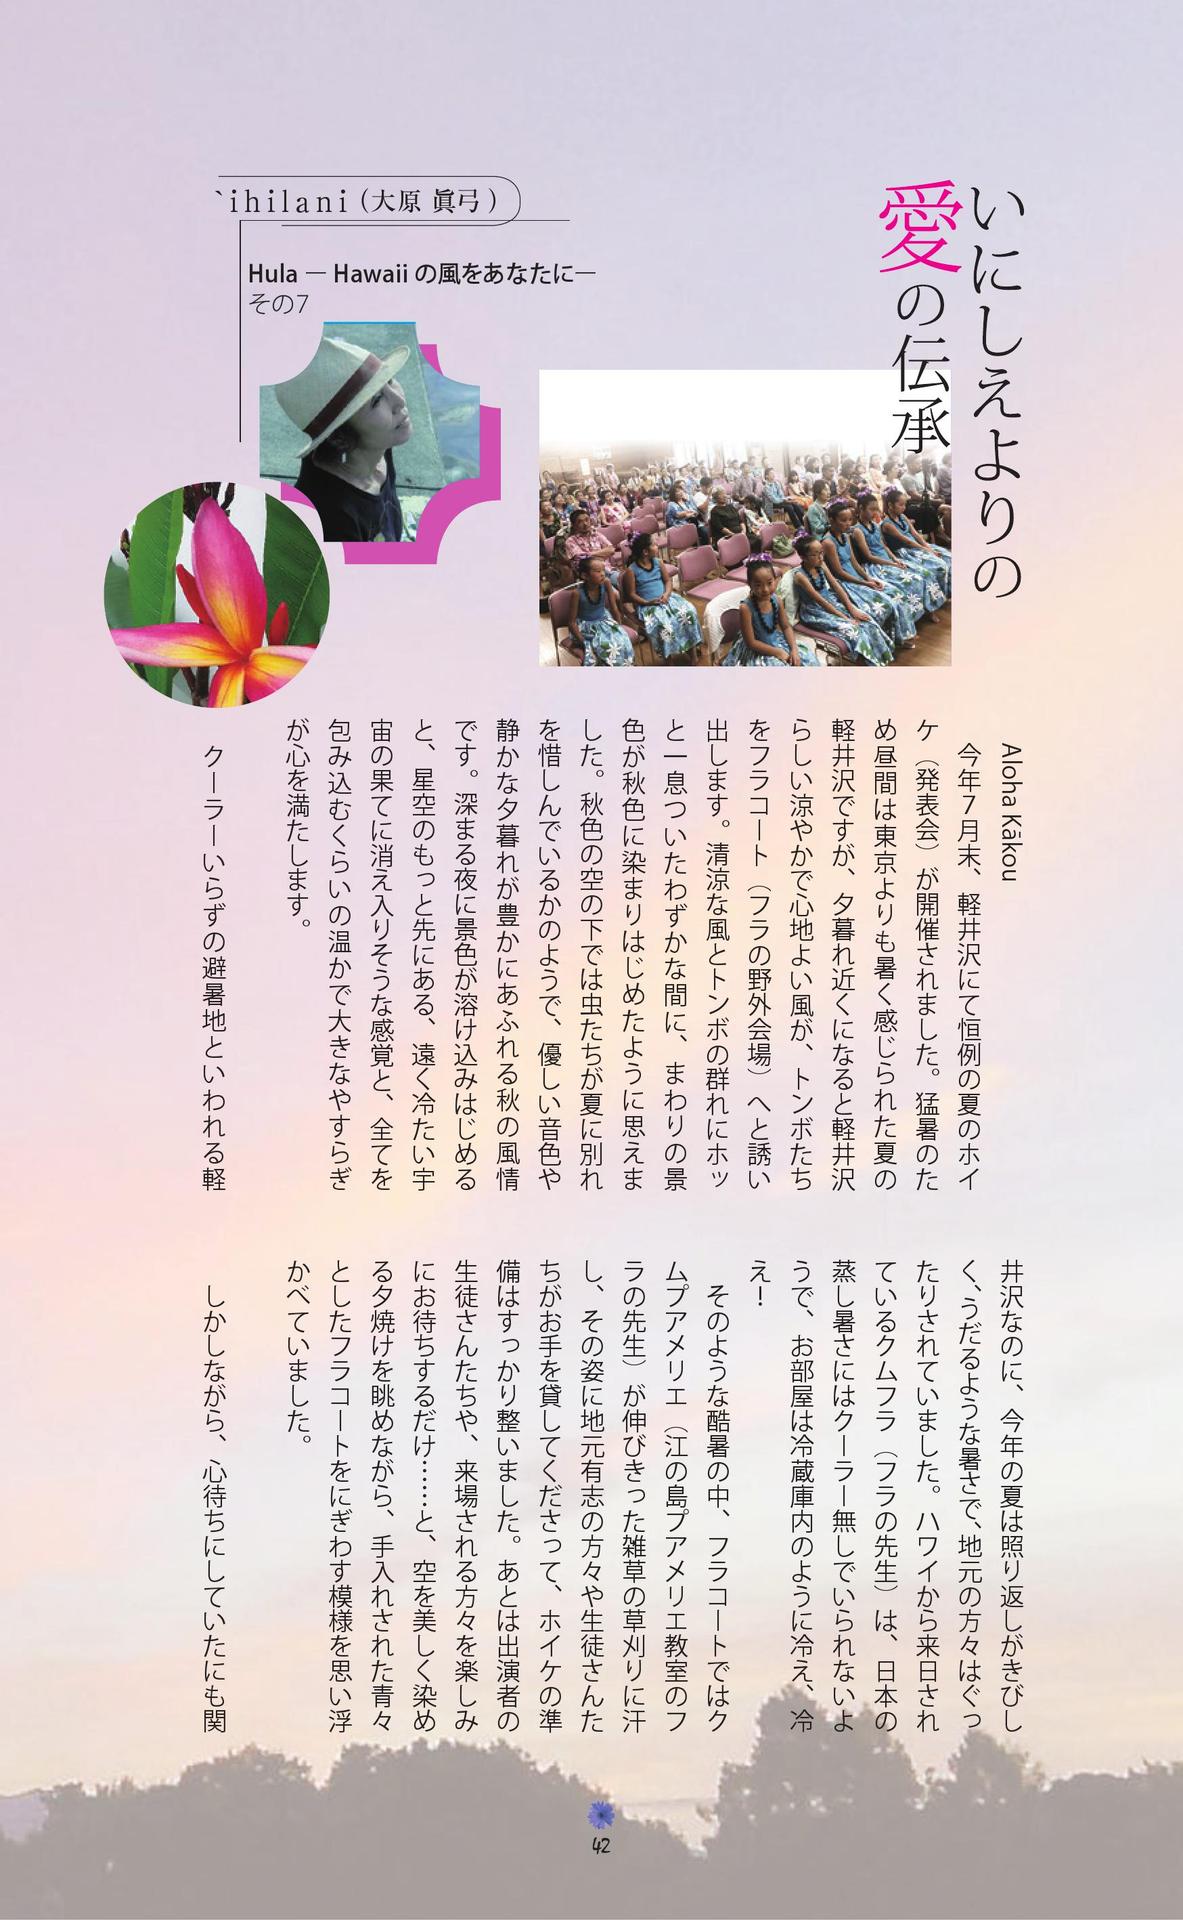 いにしえよりの
愛の伝承
`ihilani(大原 眞弓)
Hula ― Hawaii の風をあなたに―
その7
Aloha Kākou
今年7月末、軽井沢にて恒例の夏のホイ
ケ（発表会）が開催されました。猛暑のた
め昼間は東京よりも暑く感じられた夏の
軽井沢ですが、夕暮れ近くになると軽井沢
らしい涼やかで心地よい風が、トンボたち
をフラコート（フラの野外会場）へと誘い
出します。清涼な風とトンボの群れにホッ
と一息ついたわずかな間に、まわりの景
色が秋色に染まりはじめたように思えま
した。秋色の空の下では虫たちが夏に別れ
を惜しんでいるかのようで、優しい音色や
静かな夕暮れが豊かにあふれる秋の風情
です。深まる夜に景色が溶け込みはじめる
と、星空のもっと先にある、遠く冷たい宇
宙の果てに消え入りそうな感覚と、全てを
包み込むくらいの温かで大きなやすらぎ
が心を満たします。
クーラーいらずの避暑地といわれる軽
井沢なのに、今年の夏は照り返しがきびし
く、うだるような暑さで、地元の方々はぐっ
たりされていました。ハワイから来日され
ているクムフラ（フラの先生）は、日本の
蒸し暑さにはクーラー無しでいられないよ
うで、お部屋は冷蔵庫内のように冷え、冷
え！
そのような酷暑の中、フラコートではク
ムプアメリエ（江の島プアメリエ教室のフ
ラの先生）が伸びきった雑草の草刈りに汗
し、その姿に地元有志の方々や生徒さんた
ちがお手を貸してくださって、ホイケの準
備はすっかり整いました。あとは出演者の
生徒さんたちや、来場される方々を楽しみ
にお待ちするだけ……と、空を美しく染め
る夕焼けを眺めながら、手入れされた青々
としたフラコートをにぎわす模様を思い浮
かべていました。
しかしながら、心待ちにしていたにも関
42